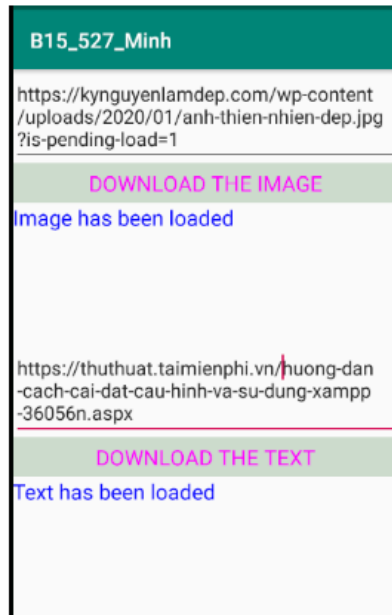 B15_527_Minh
https://kynguyenlamdep.com/wp-content
/uploads/2020/01/anh-thien-nhien-dep.jpg
?is-pending-load=1
DOWNLOAD THE IMAGE
Image has been loaded
https://thuthuat.taimienphi.vn/huong-dan
-cach-cai-dat-cau-hinh-va-su-dung-xampp
-36056n.aspx
DOWNLOAD THE TEXT
Text has been loaded